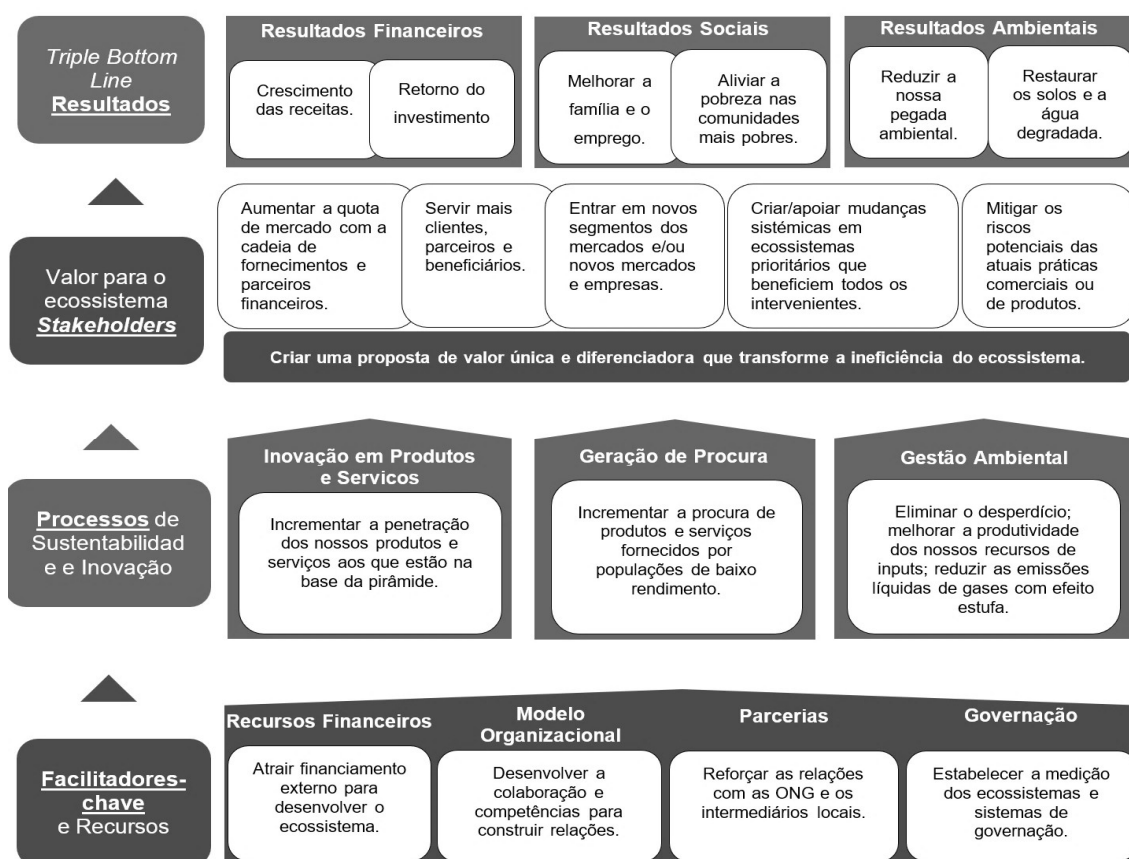 Triple Bottom
Line
Resultados
Resultados Financeiros
Crescimento
das receitas.
Retorno do
investimento
Resultados Sociais
Melhorar a
família e o
emprego.
Aliviar a
pobreza nas
comunidades
mais pobres.
Resultados Ambientais
Reduzir a
nossa
pegada
ambiental.
Restaurar
os solos e a
água
degradada.
Valor para o
ecossistema
Stakeholders
Aumentar a quota
de mercado com a
cadeia de
fornecimentos e
parceiros
financeiros.
Servir mais
clientes,
parceiros e
beneficiários.
Entrar em novos
segmentos dos
mercados e/ou
novos mercados
e empresas.
Criar/apoiar mudanças
sistémicas em
ecossistemas
prioritários que
beneficiem todos os
intervenientes.
Mitigar os
riscos
potenciais das
atuais práticas
comerciais ou
de produtos.
Criar uma proposta de valor única e diferenciadora que transforme a ineficiência do ecossistema.
Processos de
Sustentabilidad
e e Inovação
Inovação em Produtos
e Servicos
Incrementar a penetração
dos nossos produtos e
serviços aos que estão na
base da pirâmide.
Geração de Procura
Incrementar a procura de
produtos e serviços
fornecidos por
populações de baixo
rendimento.
Gestão Ambiental
Eliminar o desperdício;
melhorar a produtividade
dos nossos recursos de
inputs; reduzir as emissões
líquidas de gases com efeito
estufa.
Facilitadores-
chave
e Recursos
Recursos Financeiros
Atrair financiamento
externo para
desenvolver o
ecossistema.
Modelo
Organizacional
Desenvolver a
colaboração e
competências para
construir relações.
Parcerias
Reforçar as relações
com as ONG e os
intermediários locais.
Governação
Estabelecer a medição
dos ecossistemas e
sistemas de
governação.